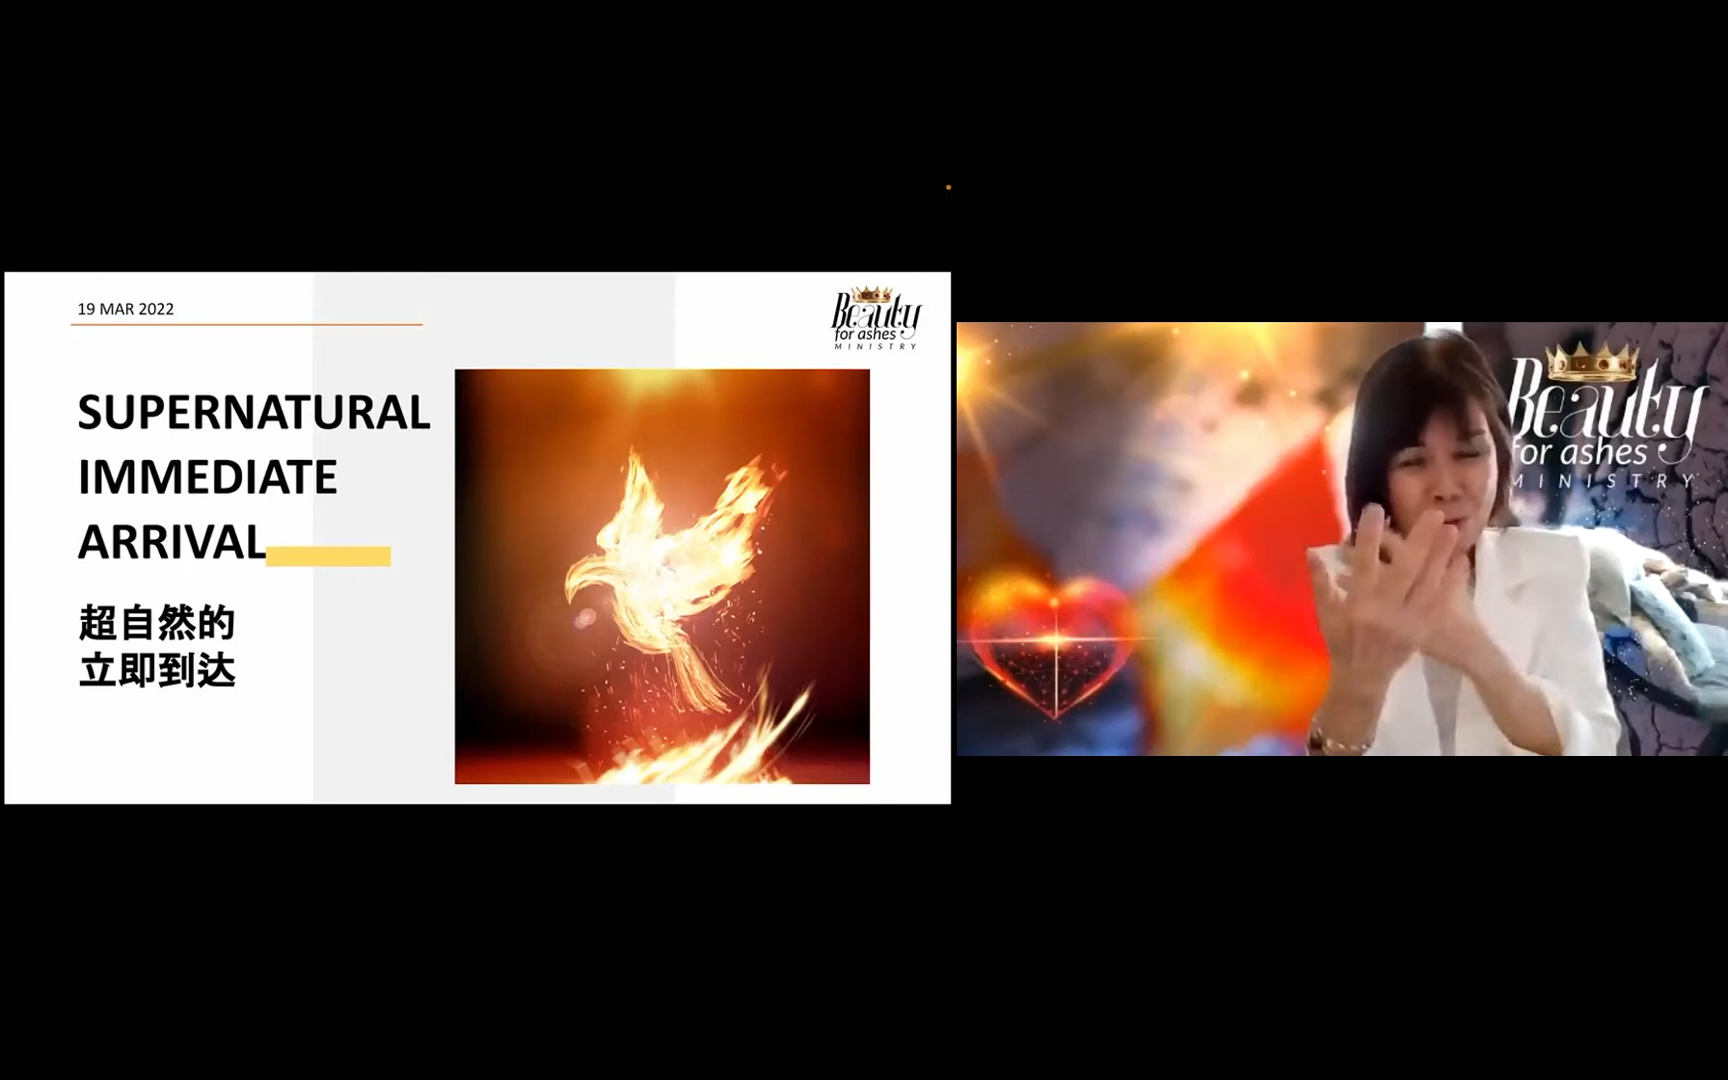 19 MAR 2022
Beauty
for ashes
MINISTRY
SUPERNATURAL
IMMEDIATE
ARRIVAL
超自然的
立即到达
Beauty
for ashes
MINISTRY